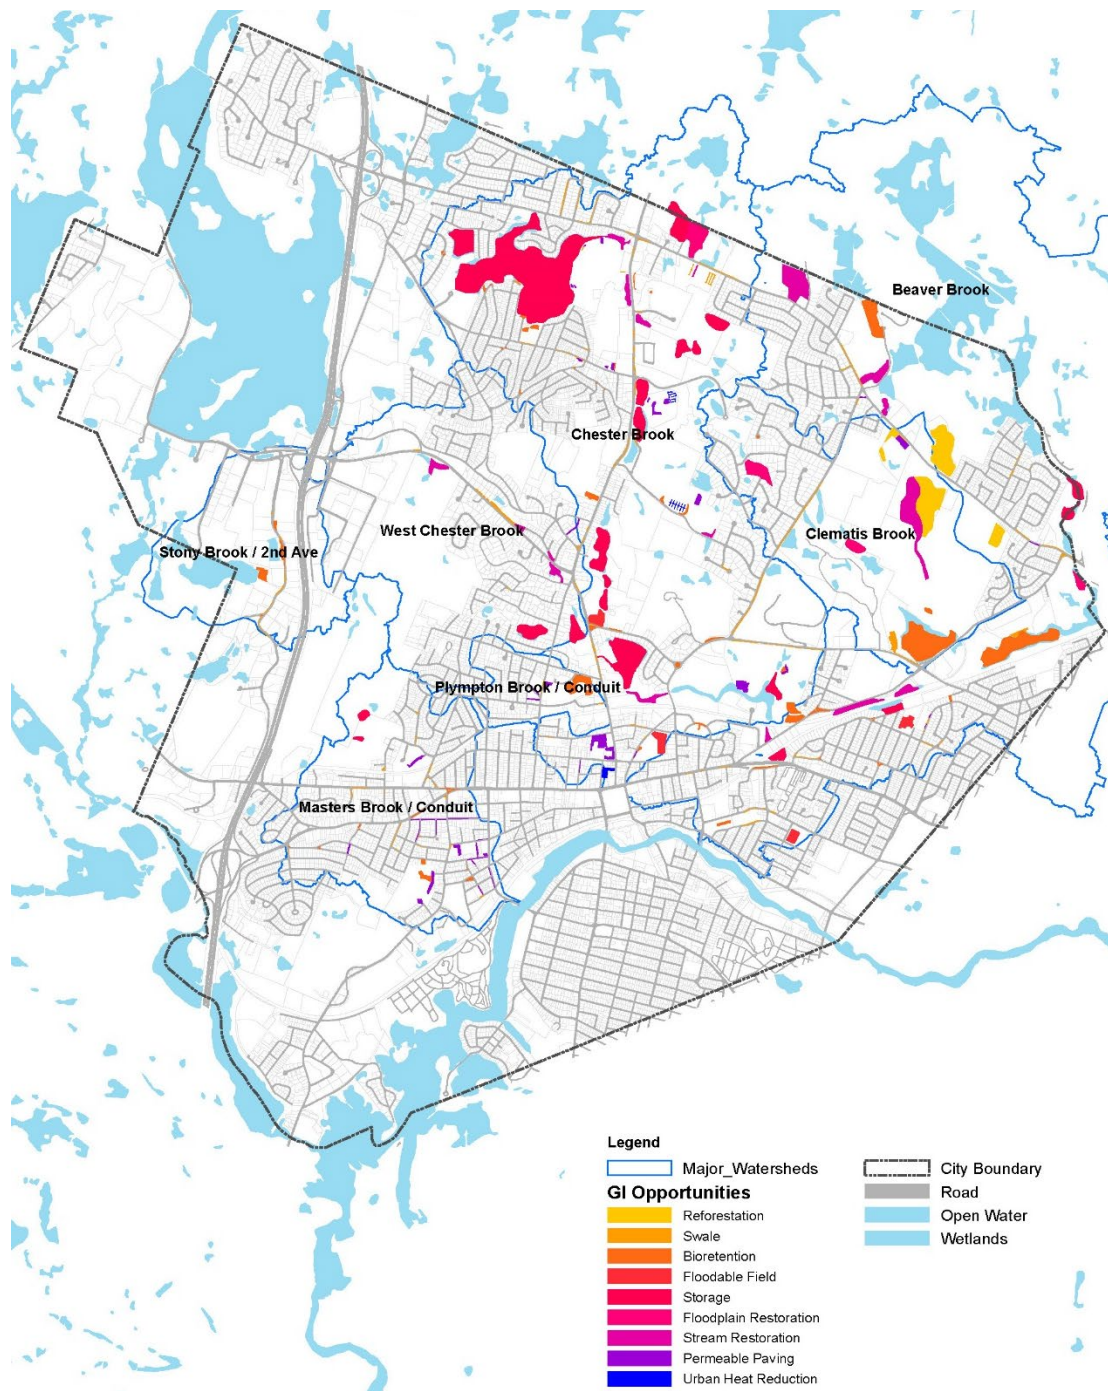 Beaver Brook
Chester Brook
West Chester Brook
Clematis Brook
Stony Brook / 2nd Ave
Plympton Brook / Conduit
Masters Brook / Conduit
Legend
Major_Watersheds
GI Opportunities
Reforestation
Swale
Bioretention
Floodable Field
Storage
Floodplain Restoration
Stream Restoration
Permeable Paving
Urban Heat Reduction
City Boundary
Road
Open Water
Wetlands